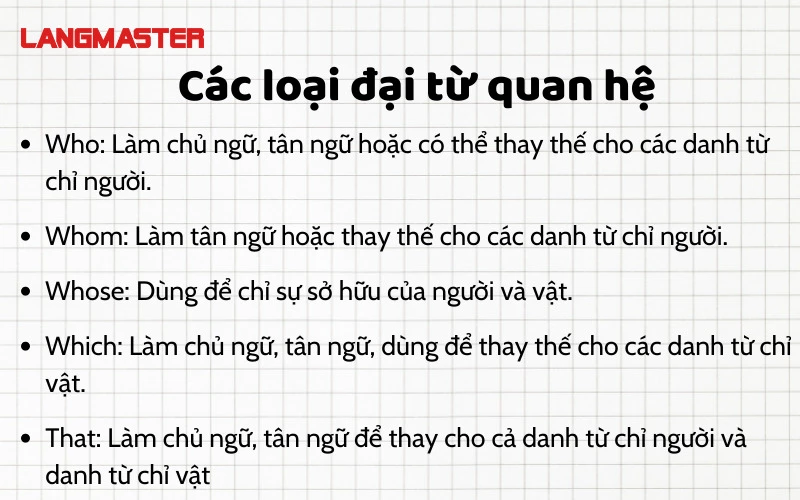 LANGMASTER
Các loại đại từ quan hệ
• Who: Làm chủ ngữ, tân ngữ hoặc có thể thay thế cho các danh từ
chỉ người.
• Whom: Làm tân ngữ hoặc thay thế cho các danh từ chỉ người.
• Whose: Dùng để chỉ sự sở hữu của người và vật.
• Which: Làm chủ ngữ, tân ngữ, dùng để thay thế cho các danh từ chỉ
vật.
• That: Làm chủ ngữ, tân ngữ để thay cho cả danh từ chỉ người và
danh từ chỉ vật